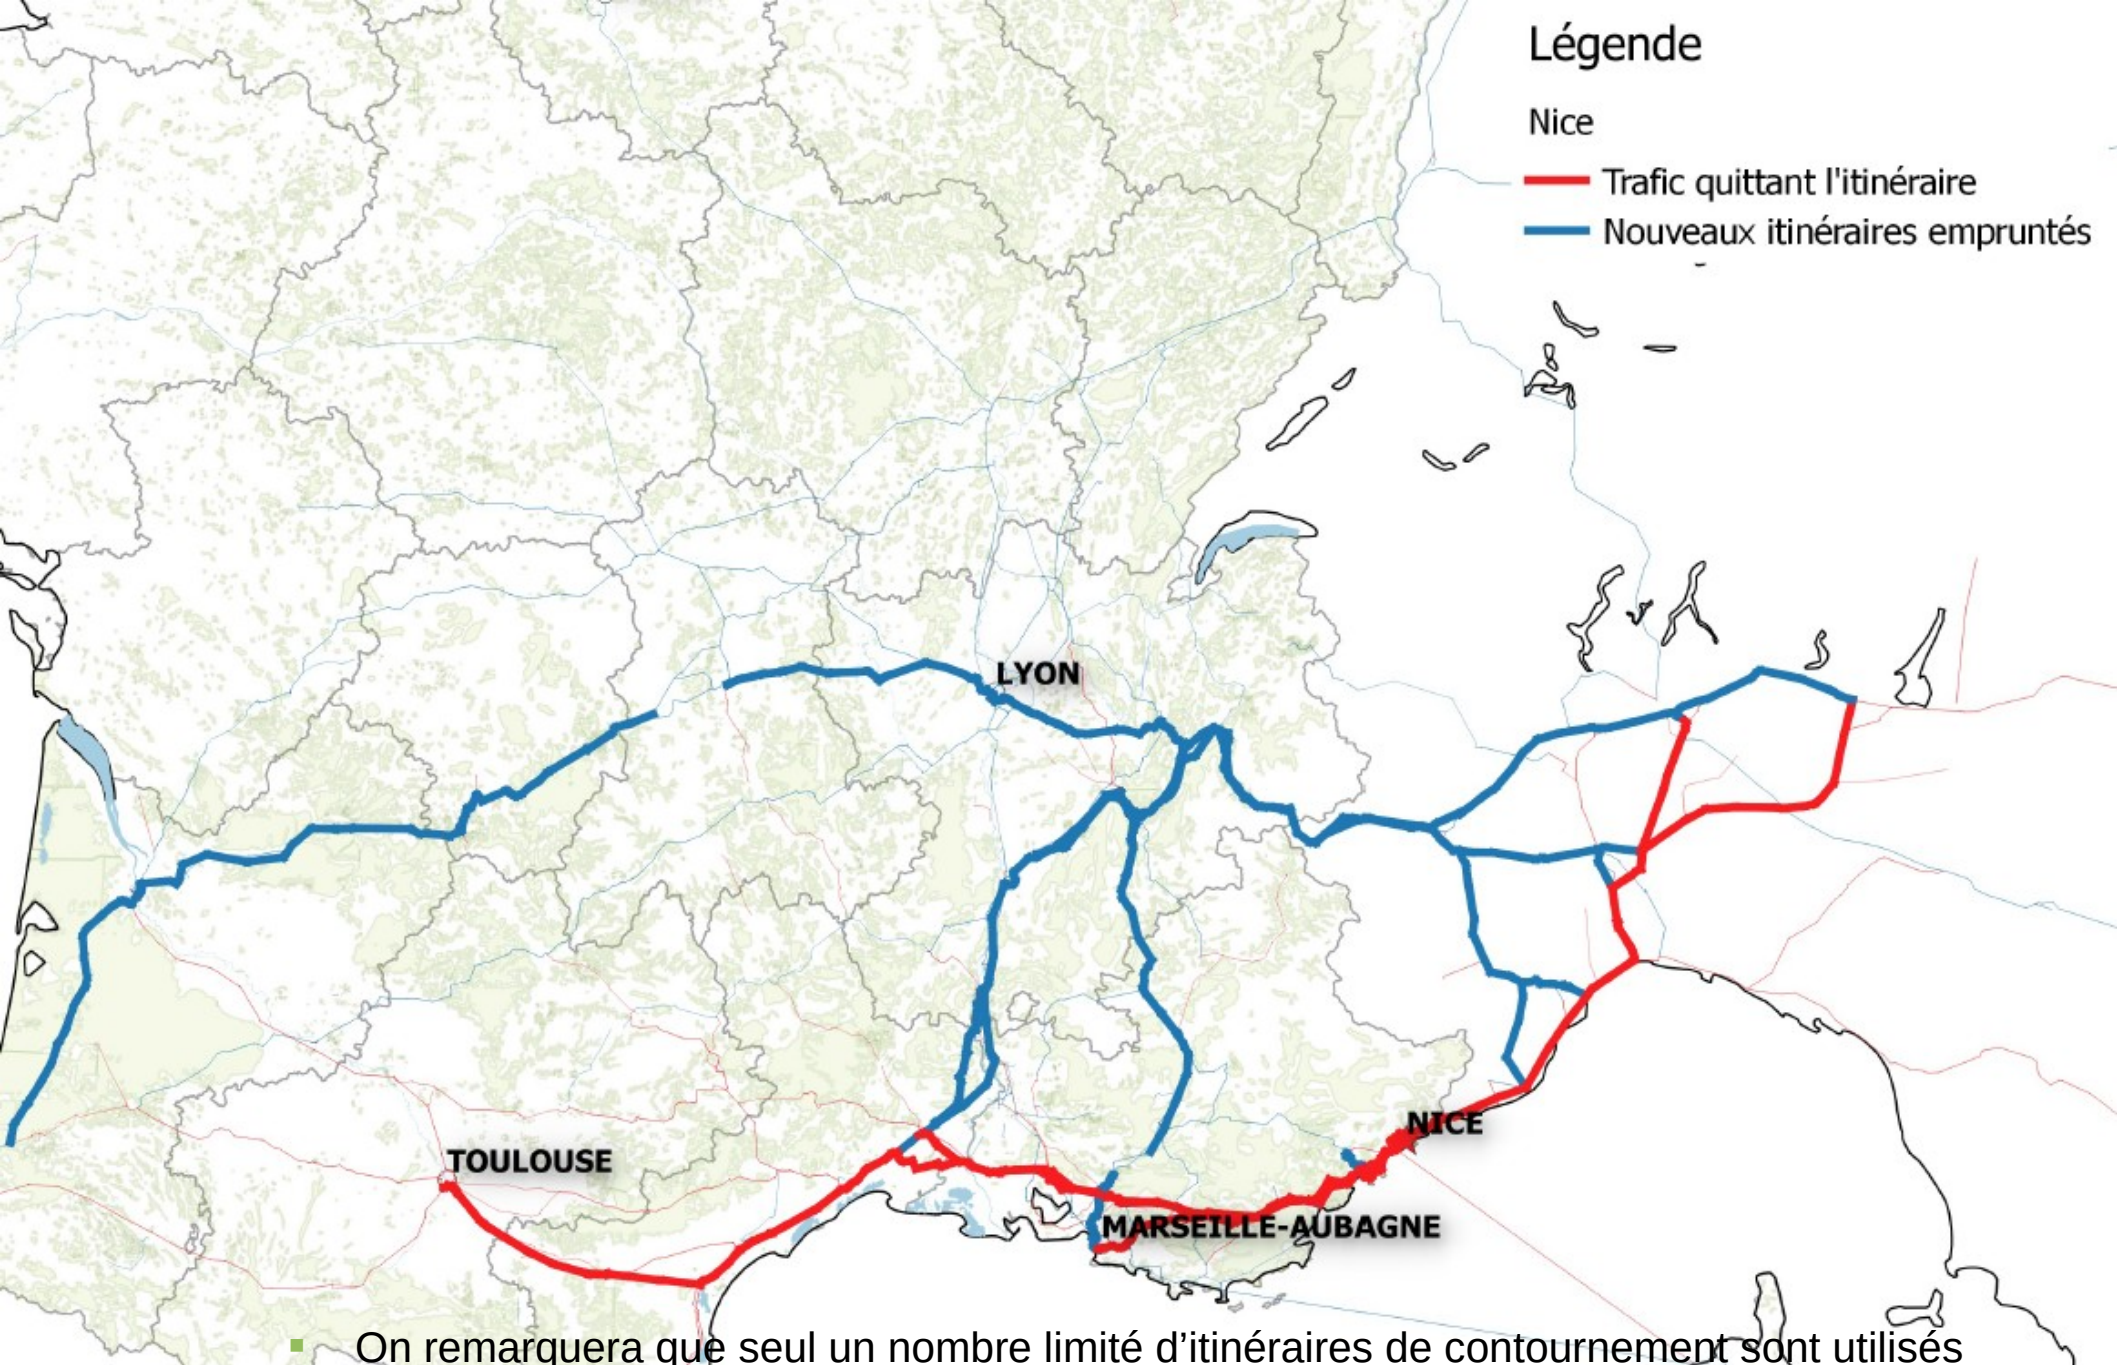 Légende
Nice
Trafic quittant l'itinéraire
Nouveaux itinéraires empruntés
LYON
NICE
TOULOUSE
MARSEILLE-AUBAGNE
On remarquera que seul un nombre limité d’itinéraires de contournement sont utilisés